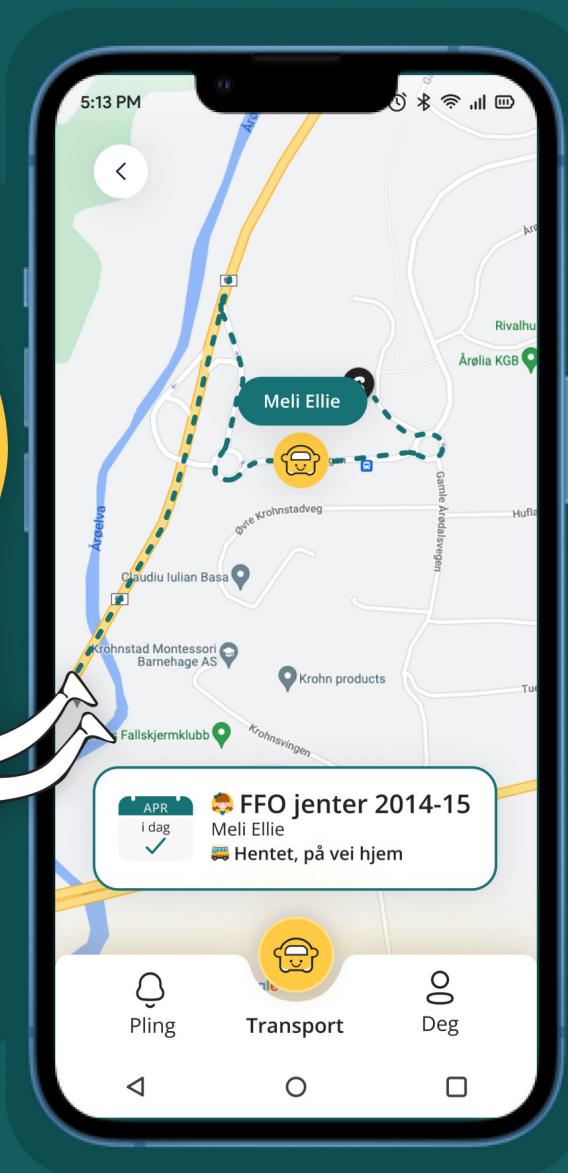 5:13 PM
Rivalhu
Årølia KGB
Meli Ellie
Gamle Årødalsvegen
Øvre Krohnstadveg
Årøelva
Claudiu Iulian Basa
Krohnstad Montessori
Barnehage AS
Krohn products
Fallskjermklubb
Krohnsvingen
APR
i dag
FFO jenter 2014-15
Meli Ellie
Hentet, på vei hjem
Pling
Transport
Deg